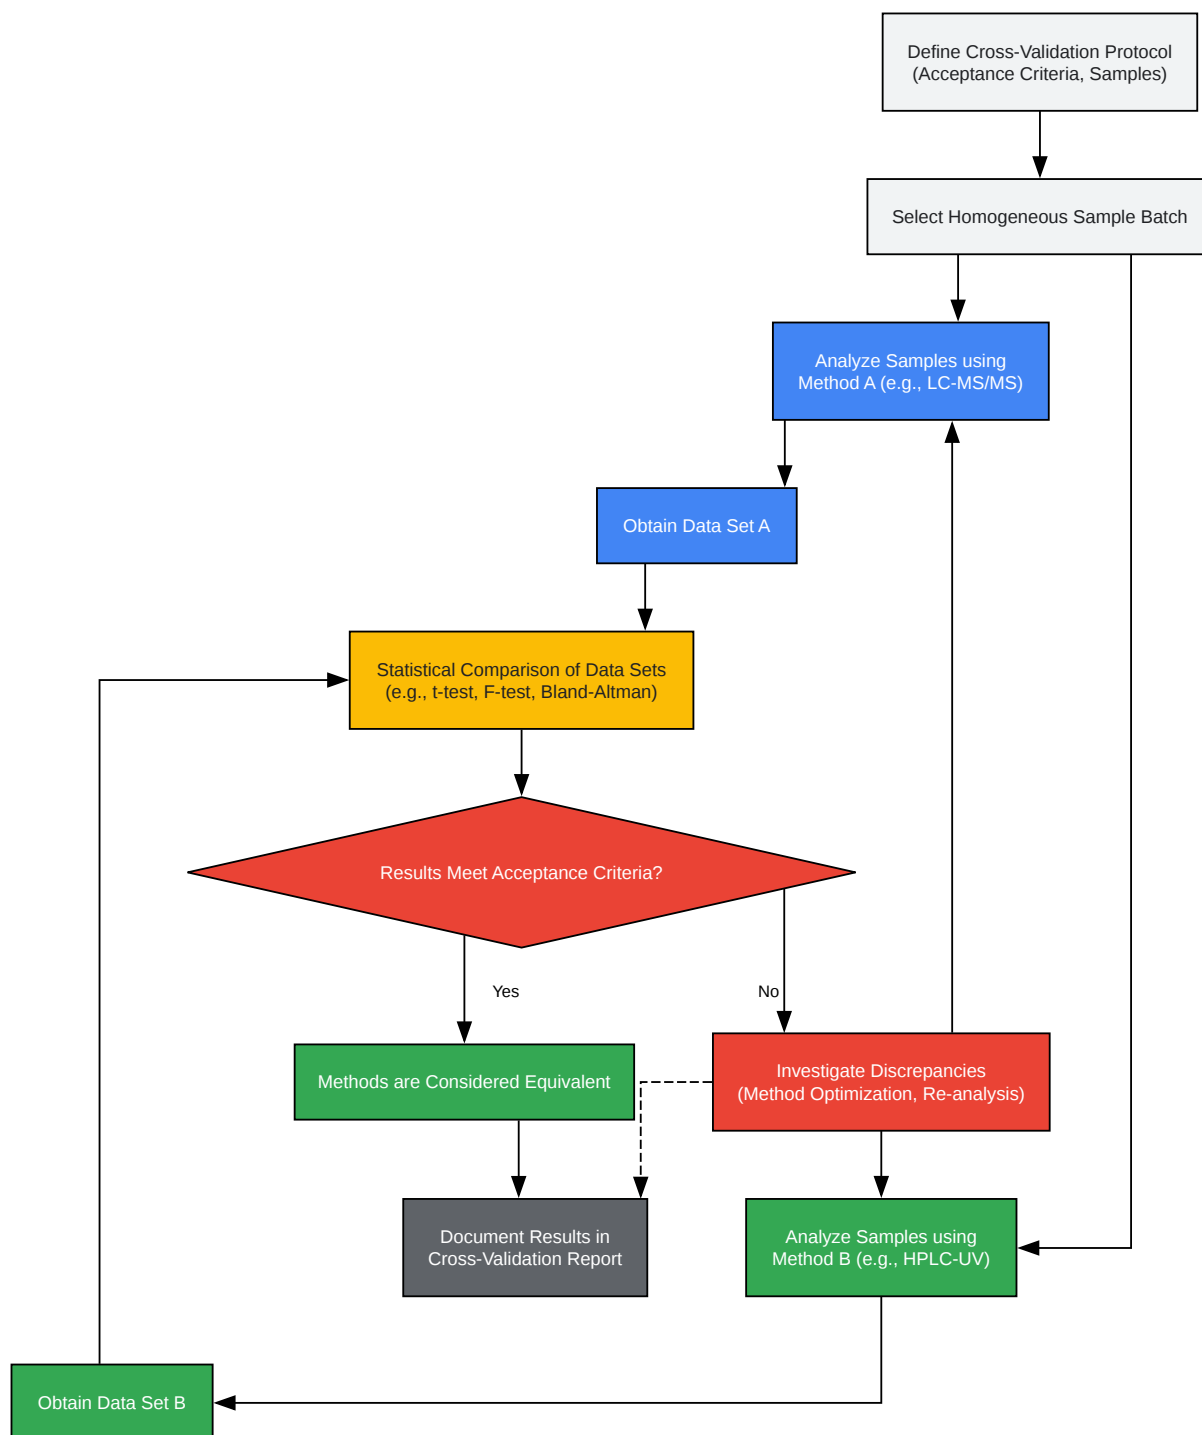 Define Cross-Validation Protocol
(Acceptance Criteria, Samples)
Select Homogeneous Sample Batch
Analyze Samples using
Method A (e.g., LC-MS/MS)
Obtain Data Set A
Statistical Comparison of Data Sets
(e.g., t-test, F-test, Bland-Altman)
Results Meet Acceptance Criteria?
Yes
No
Methods are Considered Equivalent
Investigate Discrepancies
(Method Optimization, Re-analysis)
Document Results in
Cross-Validation Report
Analyze Samples using
Method B (e.g., HPLC-UV)
Obtain Data Set B